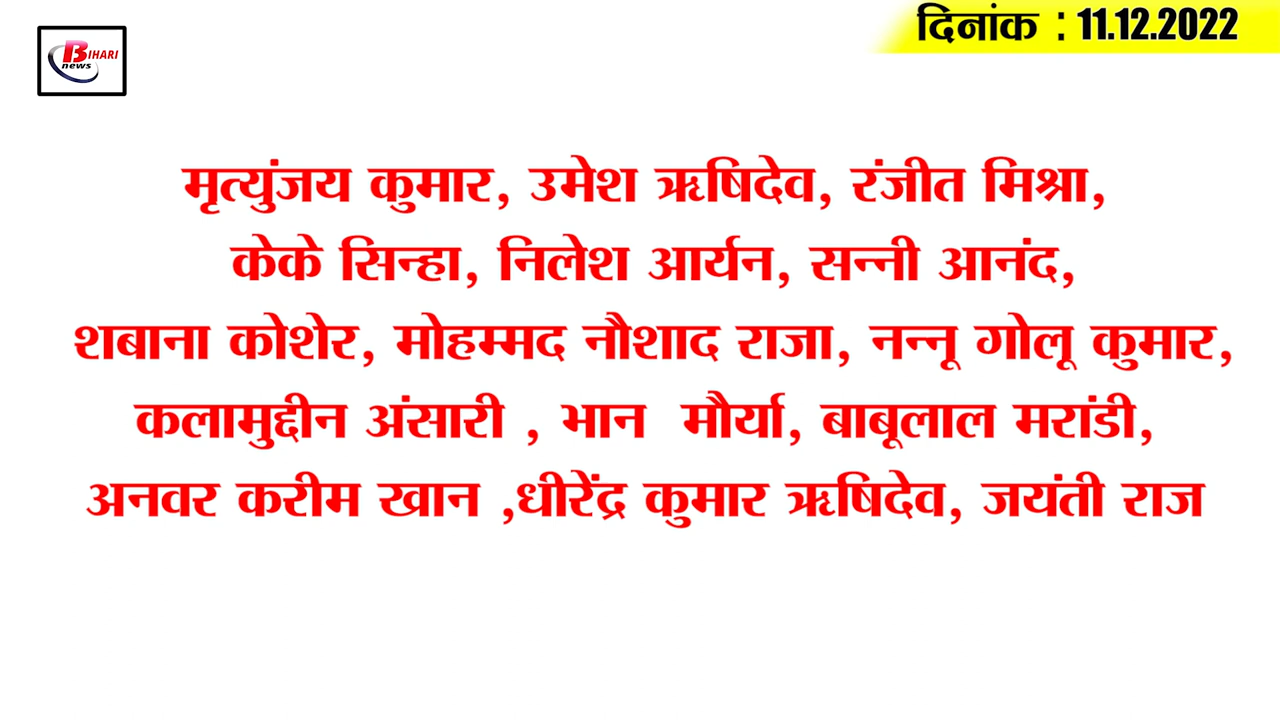 BIHARI
news
दिनांक : 11.12.2022
मृत्युंजय कुमार, उमेश ऋषिदेव, रंजीत मिश्रा,
केके सिन्हा, निलेश आर्यन, सन्नी आनंद,
शबाना कोशेर, मोहम्मद नौशाद राजा, नन्नू गोलू कुमार,
कलामुद्दीन अंसारी , भान मौर्या, बाबूलाल मरांडी,
अनवर करीम खान ,धीरेंद्र कुमार ऋषिदेव, जयंती राज